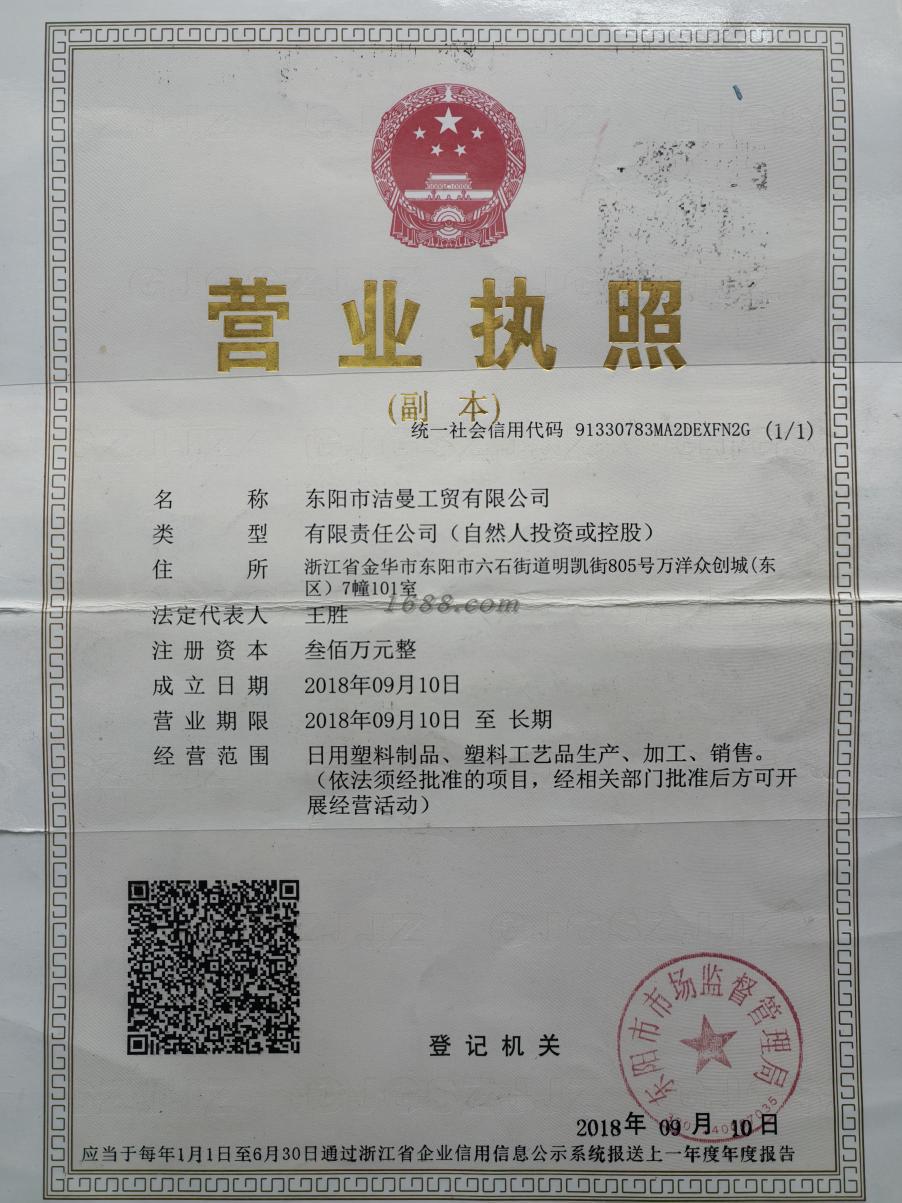 营业执照
(副 本)
统一社会信用代码 91330783MA2DEXFN2G (1/1)
名 称 东阳市洁曼工贸有限公司
类 型 有限责任公司（自然人投资或控股）
住 所 浙江省金华市东阳市六石街道明凯街805号万洋众创城(东
区）7幢101室
1688.com
法定代表人 王胜
注册资本 叁佰万元整
成立日期 2018年09月10日
营业期限 2018年09月10日 至 长期
经营范围 日用塑料制品、塑料工艺品生产、加工、销售。
（依法须经批准的项目，经相关部门批准后方可开
展经营活动）
登记机关
东阳市市场监督管理局
2018年 09月 10日
应当于每年1月1日至6月30日通过浙江省企业信用信息公示系统报送上一年度年度报告